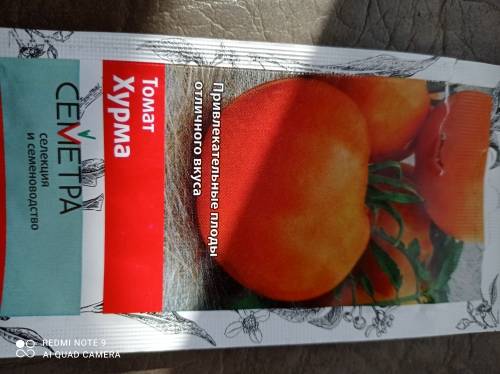 СЕМЕТРА
селекция
и семеноводство
Томат
Хурма
Привлекательные плоды
отличного вкуса
REDMI NOTE 9
AI QUAD CAMERA